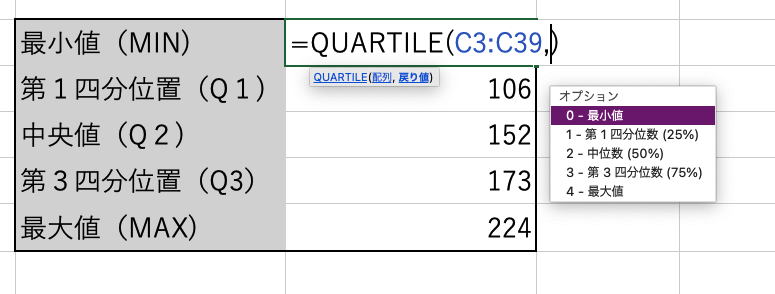 最小値（MIN）
=QUARTILE(C3:C39,)
QUARTILE(配列, 戻り値)
第１四分位置（Q１）
106
中央値（Q２）
152
第３四分位置（Q3）
173
最大値（MAX）
224
オプション
0 - 最小値
1 - 第 1 四分位数 (25%)
2 - 中位数 (50%)
3 - 第 3 四分位数 (75%)
4 - 最大値